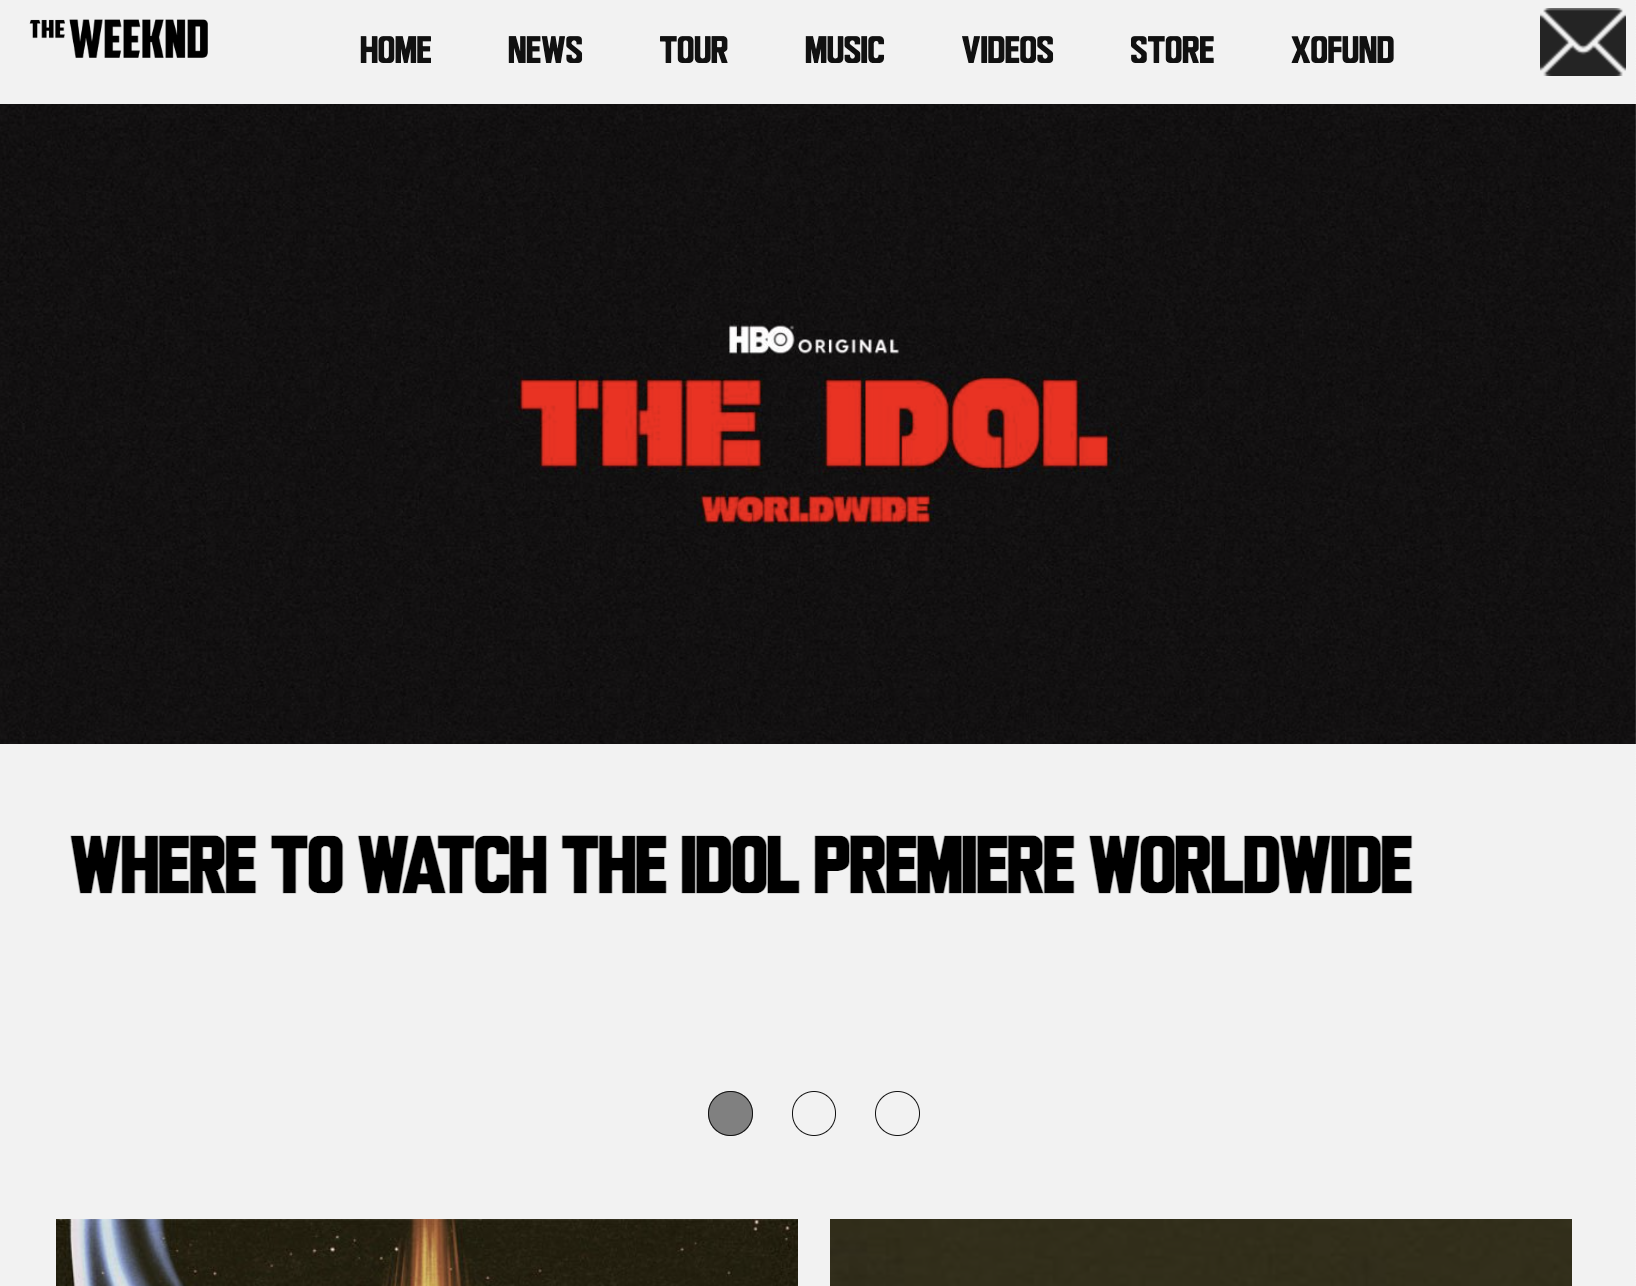 THE WEEKND
HOME NEWS TOUR MUSIC VIDEOS STORE XOFUND
HBO ORIGINAL
THE IDOL
WORLDWIDE
WHERE TO WATCH THE IDOL PREMIERE WORLDWIDE